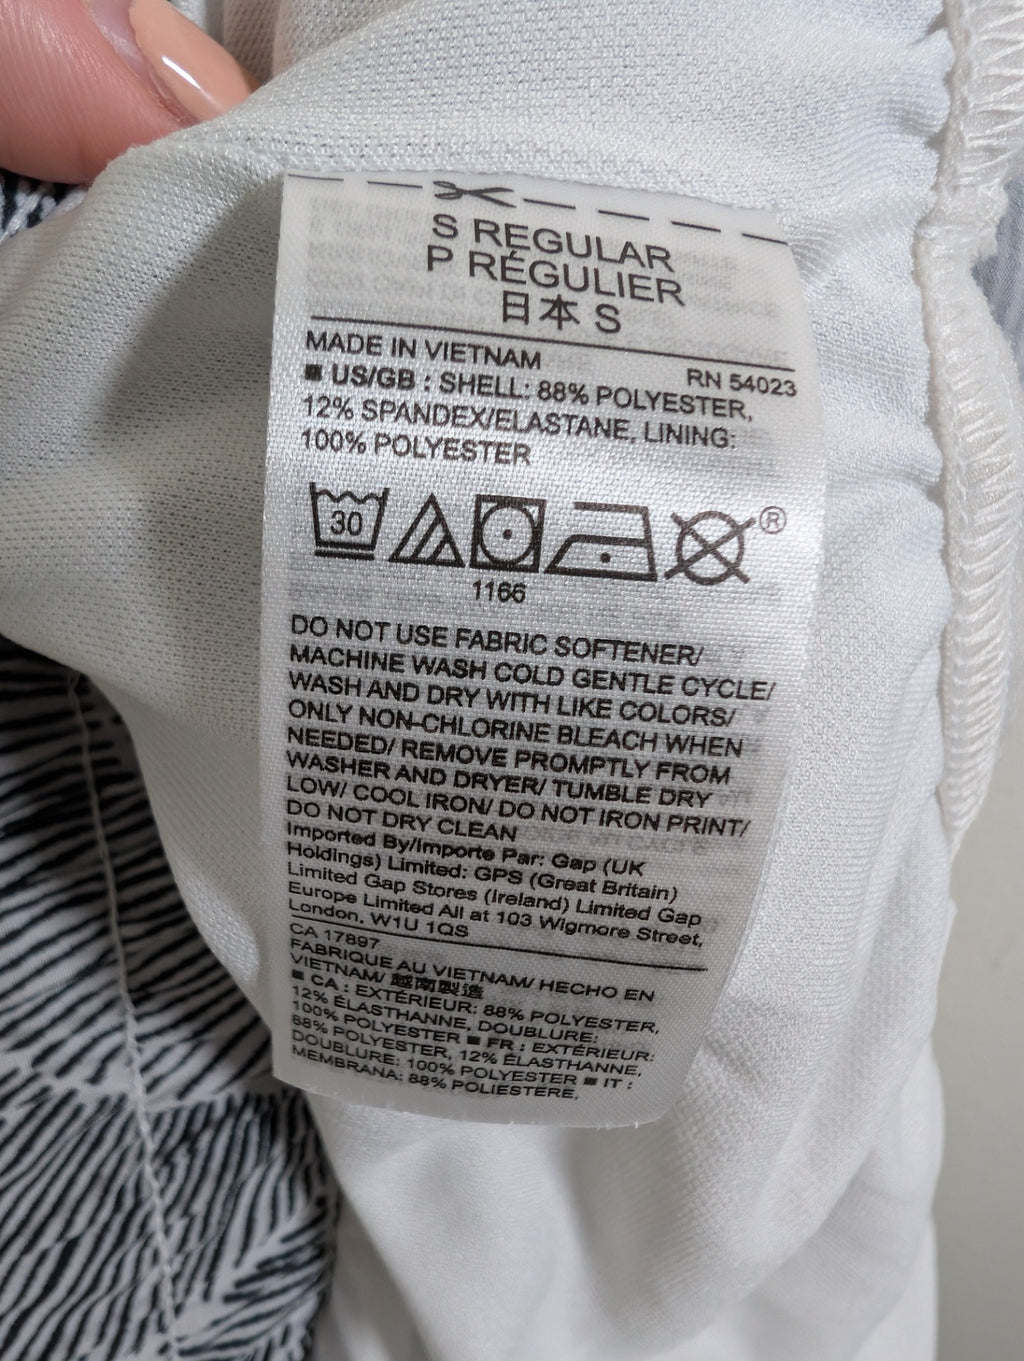 S REGULAR
P RÉGULIER
日本 S
MADE IN VIETNAM
RN 54023
■ US/GB : SHELL: 88% POLYESTER,
12% SPANDEX/ELASTANE, LINING:
100% POLYESTER
30
®
1166
DO NOT USE FABRIC SOFTENER/
MACHINE WASH COLD GENTLE CYCLE/
WASH AND DRY WITH LIKE COLORS/
ONLY NON-CHLORINE BLEACH WHEN
NEEDED/ REMOVE PROMPTLY FROM
WASHER AND DRYER/ TUMBLE DRY
LOW/ COOL IRON/ DO NOT IRON PRINT/
DO NOT DRY CLEAN
Imported By/Importe Par: Gap (UK
Holdings) Limited: GPS (Great Britain)
Limited Gap Stores (Ireland) Limited Gap
Europe Limited All at 103 Wigmore Street,
London, W1U 1QS
CA 17897
FABRIQUE AU VIETNAM/ HECHO EN
VIETNAM/ 越南製造
■ CA : EXTÉRIEUR: 88% POLYESTER,
12% ÉLASTHANNE, DOUBLURE:
100% POLYESTER ■ FR : EXTÉRIEUR:
88% POLYESTER, 12% ÉLASTHANNE,
DOUBLURE: 100% POLYESTER ■ IT :
MEMBRANA: 88% POLIESTERE,